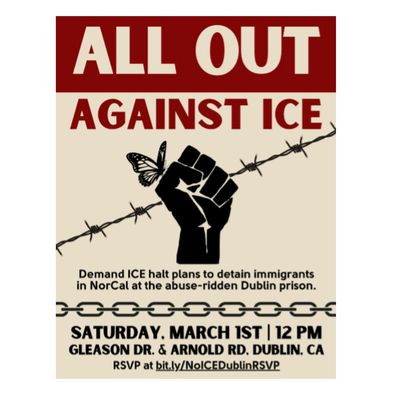 ALL OUT
AGAINST ICE
Demand ICE halt plans to detain immigrants
in NorCal at the abuse-ridden Dublin prison.
SATURDAY, MARCH 1ST | 12 PM
GLEASON DR. & ARNOLD RD, DUBLIN, CA
RSVP at bit.ly/NoICEDublinRSVP